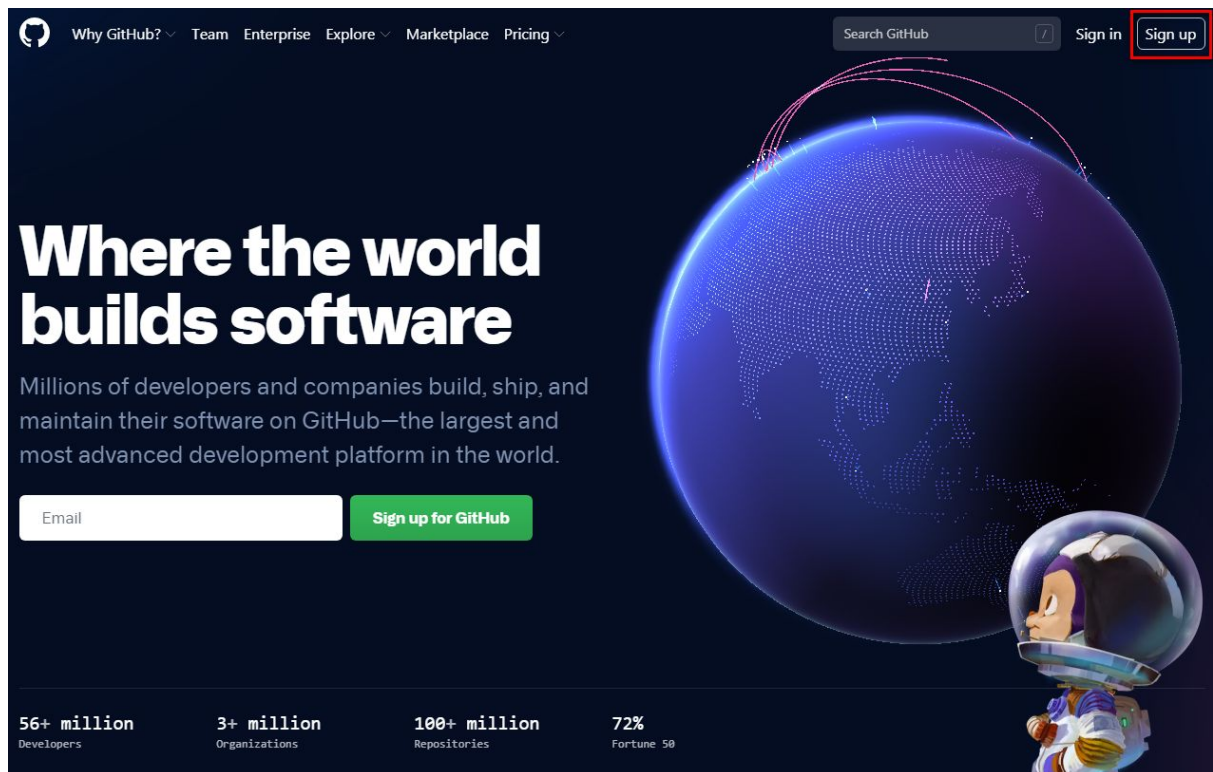 Why GitHub? Team Enterprise Explore Marketplace Pricing Search GitHub / Sign in Sign up
Where the world
builds software
Millions of developers and companies build, ship, and
maintain their software on GitHub—the largest and
most advanced development platform in the world.
Email Sign up for GitHub
56+ million 3+ million 100+ million 72%
Developers Organizations Repositories Fortune 50